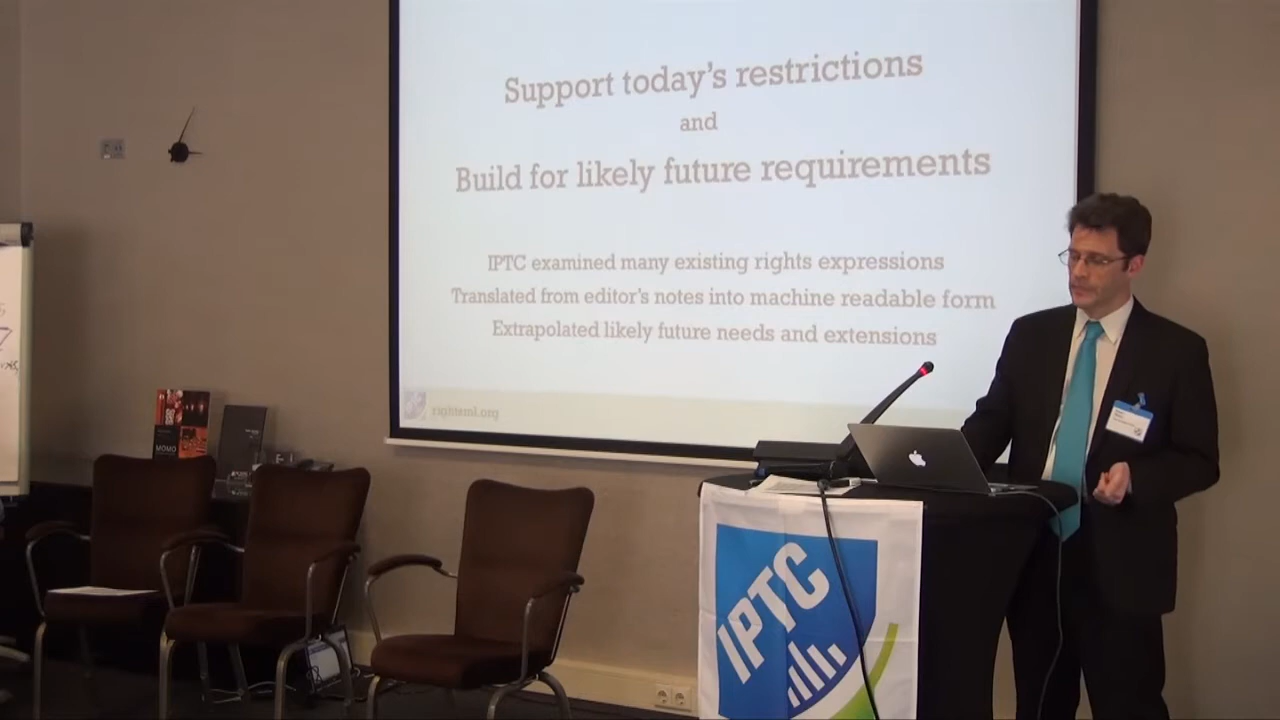 Support today's restrictions
and
Build for likely future requirements
IPTC examined many existing rights expressions
Translated from editor's notes into machine readable form
Extrapolated likely future needs and extensions
rightsml.org
MOMO
IPTC